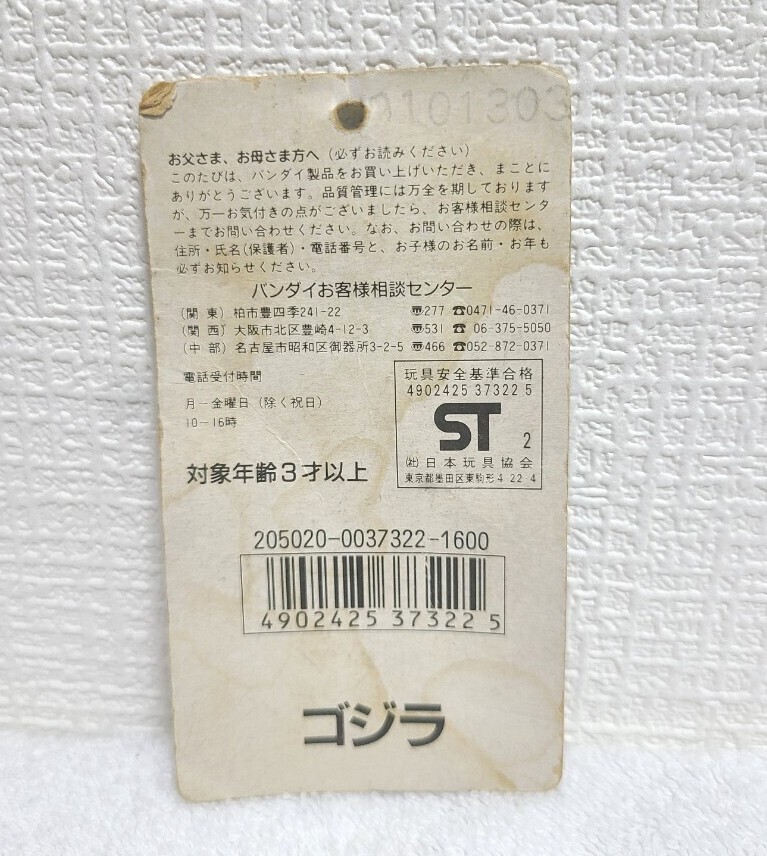 0101303
お父さま、お母さま方へ(必ずお読みください)
このたびは、バンダイ製品をお買い上げいただき、まことに
ありがとうございます。品質管理には万全を期しております
が、万一お気付きの点がございましたら、お客様相談センタ
ーまでお問い合わせください。なお、お問い合わせの際は、
住所・氏名(保護者)・電話番号と、お子様のお名前・お年も
必ずお知らせください。
バンダイお客様相談センター
(関東)柏市豊四季241-22 〠277 ☎0471-46-0371
(関西)大阪市北区豊崎4-12-3 〠531 ☎06-375-5050
(中部)名古屋市昭和区御器所3-2-5 〠466 ☎052-872-0371
電話受付時間
月─金曜日(除く祝日)
10─16時
対象年齢3才以上
玩具安全基準合格
4902425 37322 5
ST 2
㈳日本玩具協会
東京都墨田区東駒形4-22-4
205020-0037322-1600
4902425 37322 5
ゴジラ